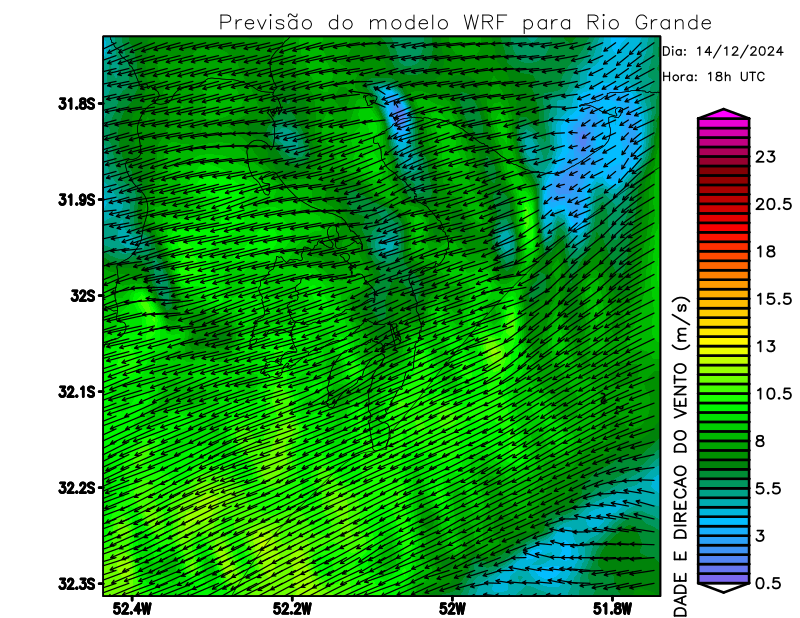 Previsão do modelo WRF para Rio Grande
Dia: 14/12/2024
Hora: 18h UTC
31.8S
31.9S
32S
32.1S
32.2S
32.3S
52.4W
52.2W
52W
51.8W
23
20.5
18
15.5
13
10.5
8
5.5
3
0.5
DADE E DIRECAO DO VENTO (m/s)